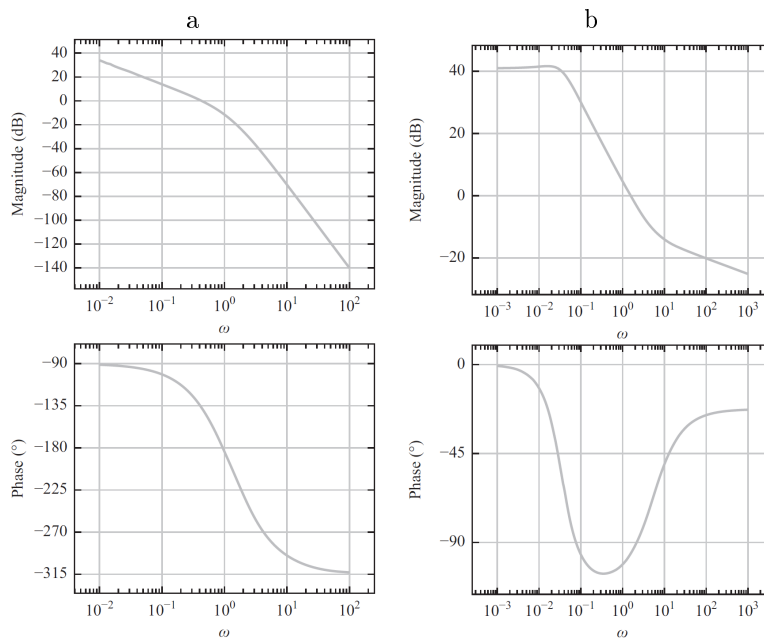 a
40
20
0
−20
−40
−60
−80
−100
−120
−140
Magnitude (dB)
10⁻² 10⁻¹ 10⁰ 10¹ 10²
ω
−90
−135
−180
−225
−270
−315
Phase (°)
10⁻² 10⁻¹ 10⁰ 10¹ 10²
ω
b
40
20
0
−20
Magnitude (dB)
10⁻³ 10⁻² 10⁻¹ 10⁰ 10¹ 10² 10³
ω
0
−45
−90
Phase (°)
10⁻³ 10⁻² 10⁻¹ 10⁰ 10¹ 10² 10³
ω